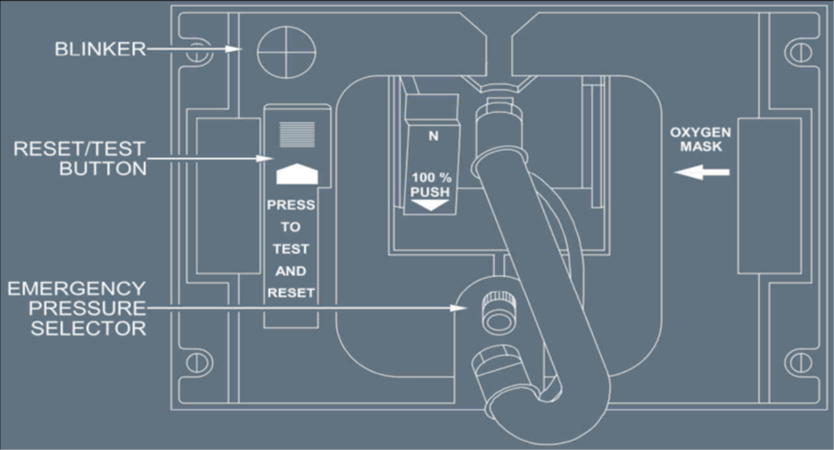 BLINKER
RESET/TEST
BUTTON
EMERGENCY
PRESSURE
SELECTOR
PRESS
TO
TEST
AND
RESET
N
100 %
PUSH
OXYGEN
MASK